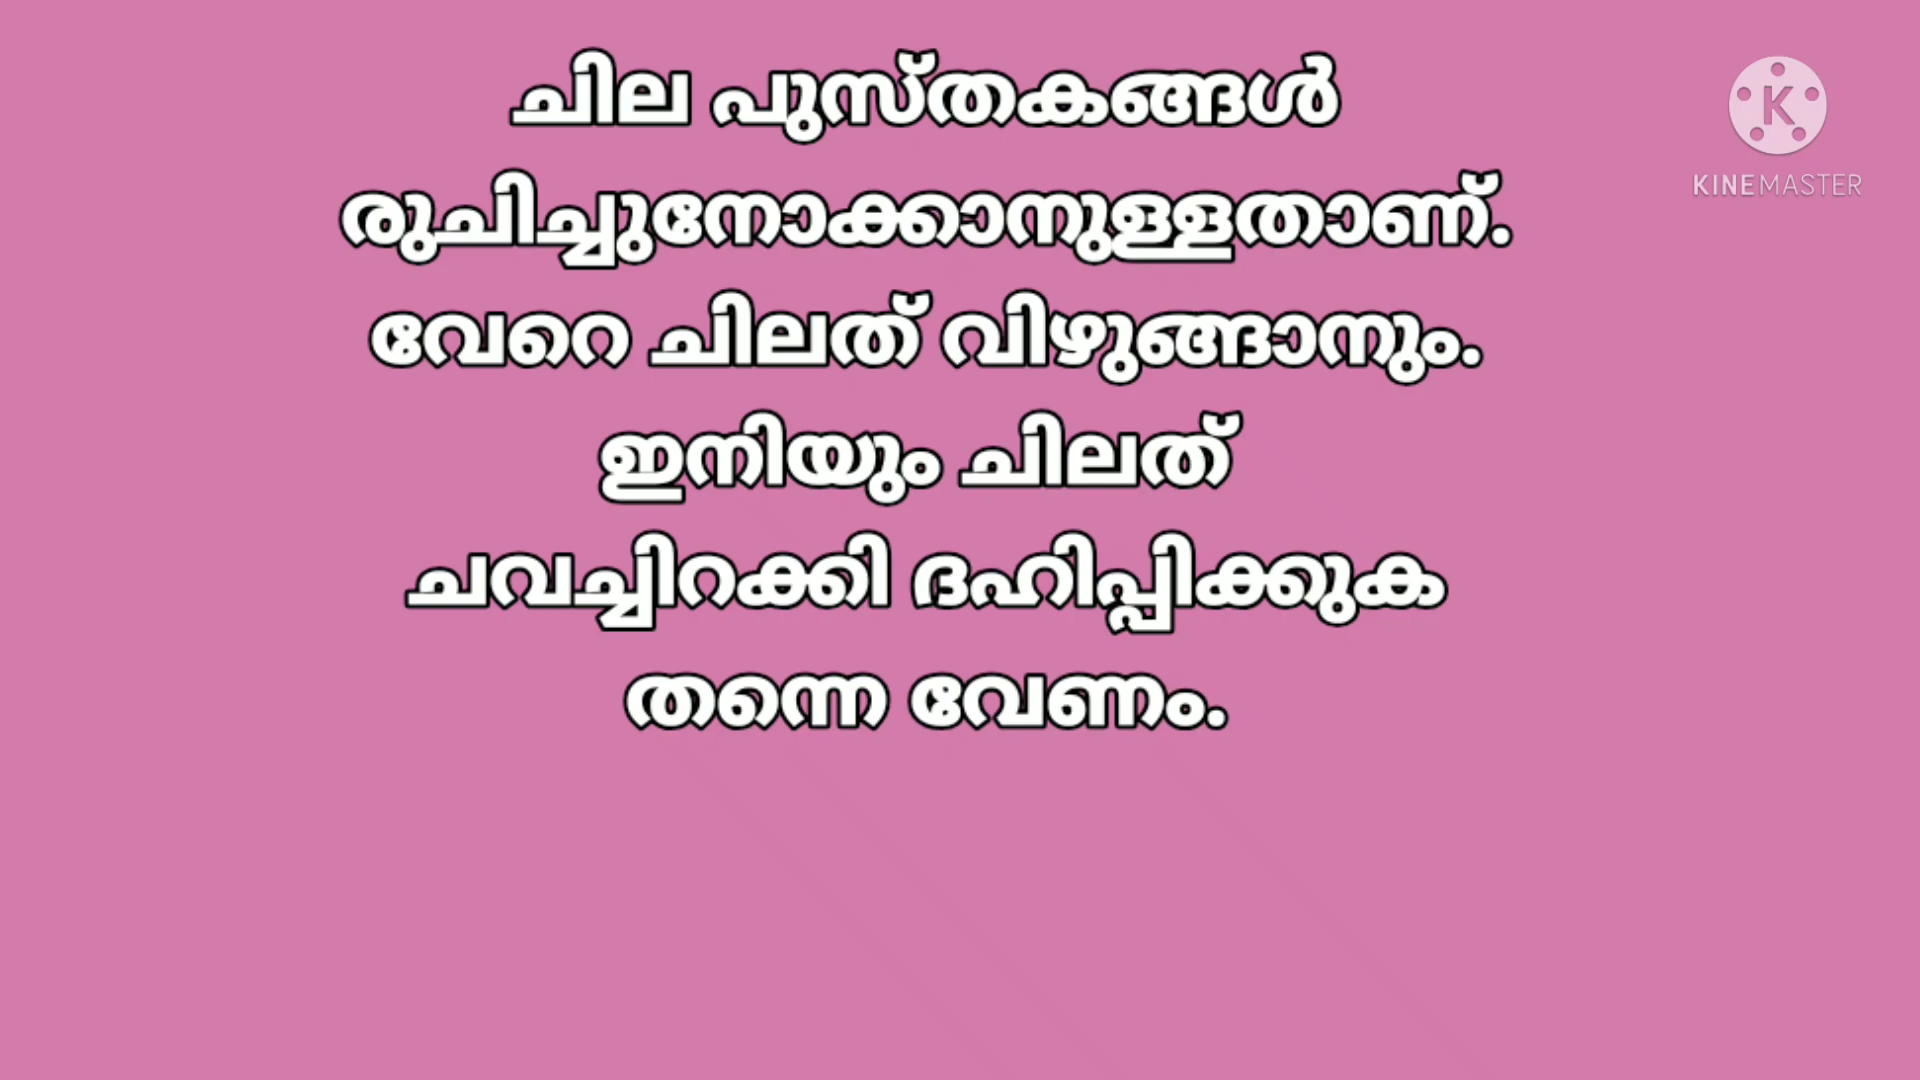 ചില പുസ്തകങ്ങൾ
രുചിച്ചുനോക്കാനുള്ളതാണ്.
വേറെ ചിലത് വിഴുങ്ങാനും.
ഇനിയും ചിലത്
ചവച്ചിറക്കി ദഹിപ്പിക്കുക
തന്നെ വേണം.
K
KINEMASTER